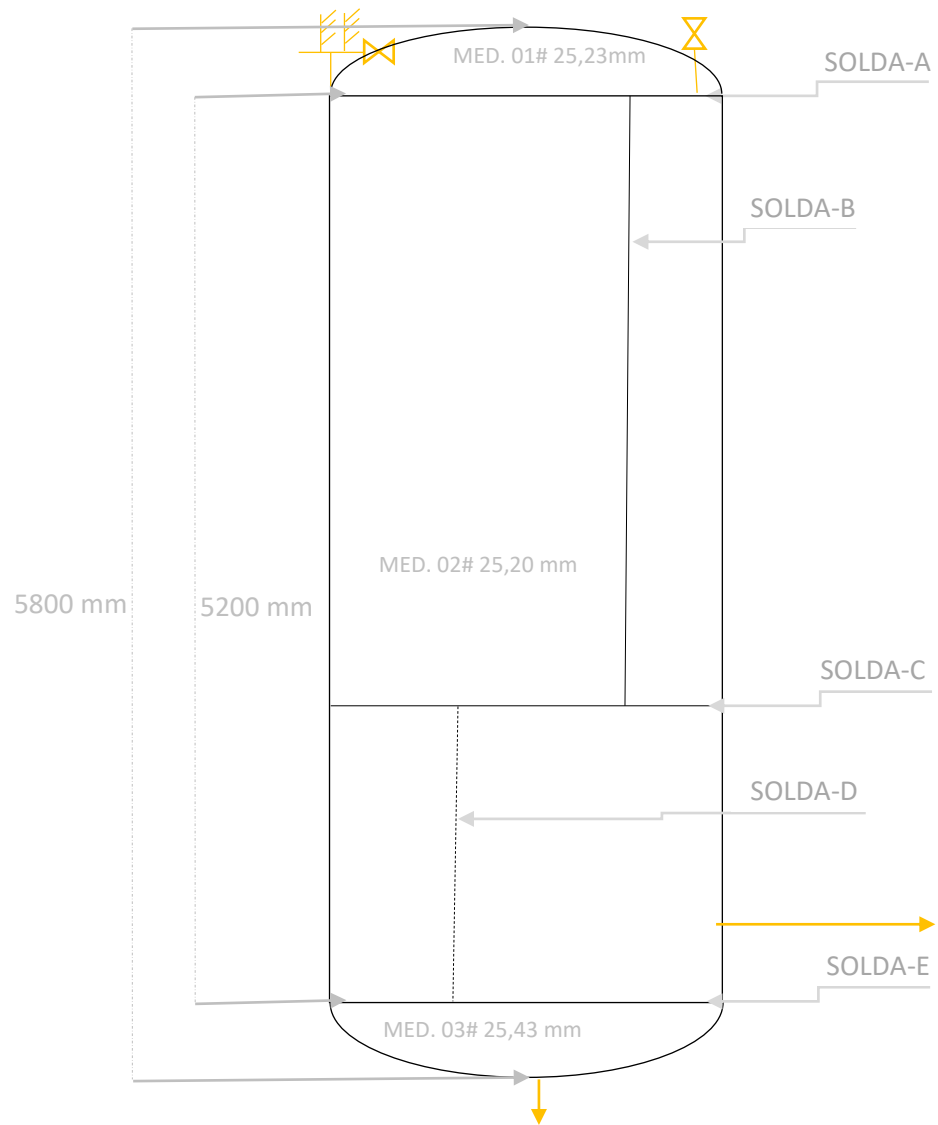 MED. 01# 25,23mm
SOLDA-A
SOLDA-B
MED. 02# 25,20 mm
5800 mm
5200 mm
SOLDA-C
SOLDA-D
SOLDA-E
MED. 03# 25,43 mm